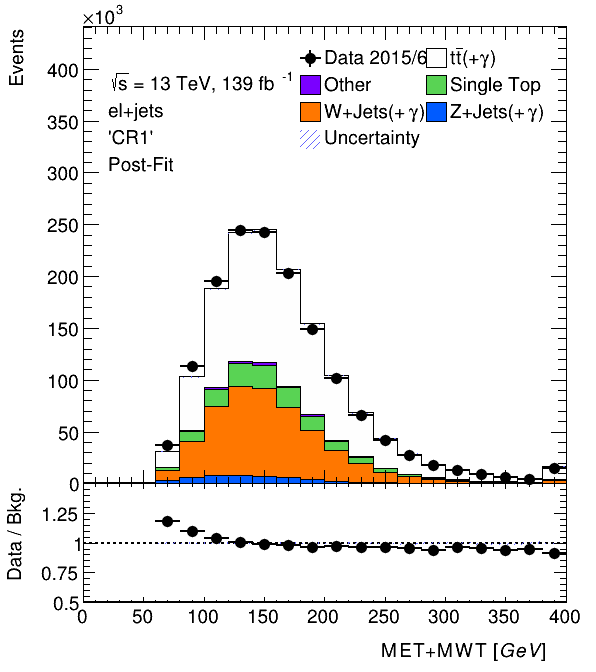 ×10³
Events
400
350
300
250
200
150
100
50
0
√s = 13 TeV, 139 fb⁻¹
el+jets
'CR1'
Post-Fit
Data 2015/6 tt̄(+γ)
Other Single Top
W+Jets(+γ) Z+Jets(+γ)
Uncertainty
Data / Bkg.
1.25
1
0.75
0.5
0 50 100 150 200 250 300 350 400
MET+MWT [GeV]